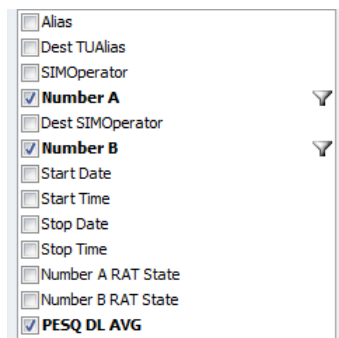 Alias
Dest TUAlias
SIMOperator
Number A
Dest SIMOperator
Number B
Start Date
Start Time
Stop Date
Stop Time
Number A RAT State
Number B RAT State
PESQ DL AVG